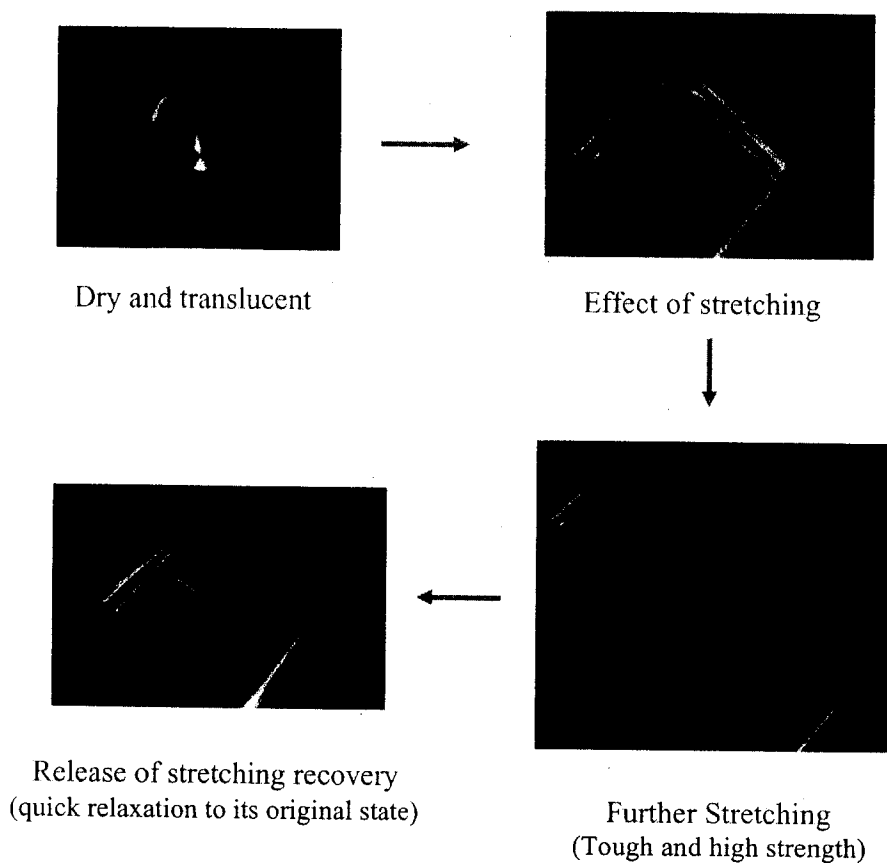 Dry and translucent
Effect of stretching
Release of stretching recovery
(quick relaxation to its original state)
Further Stretching
(Tough and high strength)